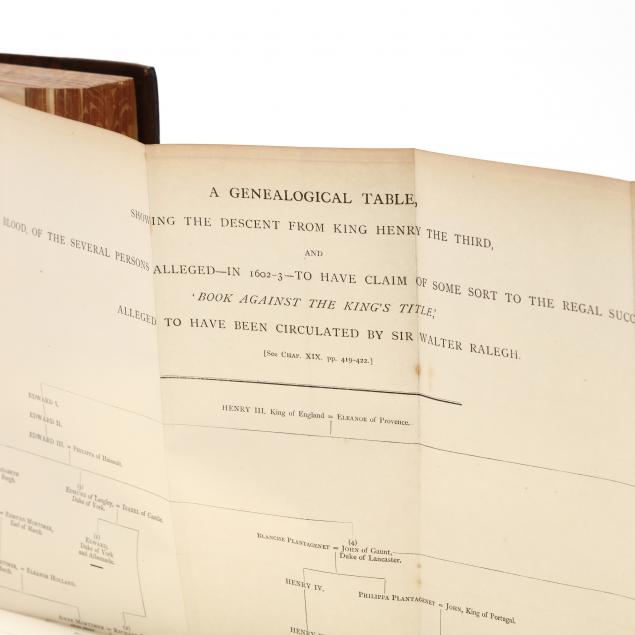 A GENEALOGICAL TABLE,
SHOWING THE DESCENT FROM KING HENRY THE THIRD,
AND
BLOOD, OF THE SEVERAL PERSONS ALLEGED—IN 1602-3—TO HAVE CLAIM OF SOME SORT TO THE REGAL SUCC
'BOOK AGAINST THE KING'S TITLE,'
ALLEGED TO HAVE BEEN CIRCULATED BY SIR WALTER RALEGH.
[See Chap. XIX. pp. 419-422.]
HENRY III. King of England = Eleanor of Provence.
EDWARD I.
EDWARD II.
EDWARD III. = Philippa of Hainault.
(3)
Edmund of Langley, = Isabel of Castile.
Duke of York.
= Edmund Mortimer,
Earl of March.
(2)
Edward,
Duke of York
and Albemarle.
(4)
Blanche Plantagenet = John of Gaunt,
Duke of Lancaster.
= Eleanor Holland.
HENRY IV.
Philippa Plantagenet = John, King of Portugal.
(2)
Anne Mortimer =